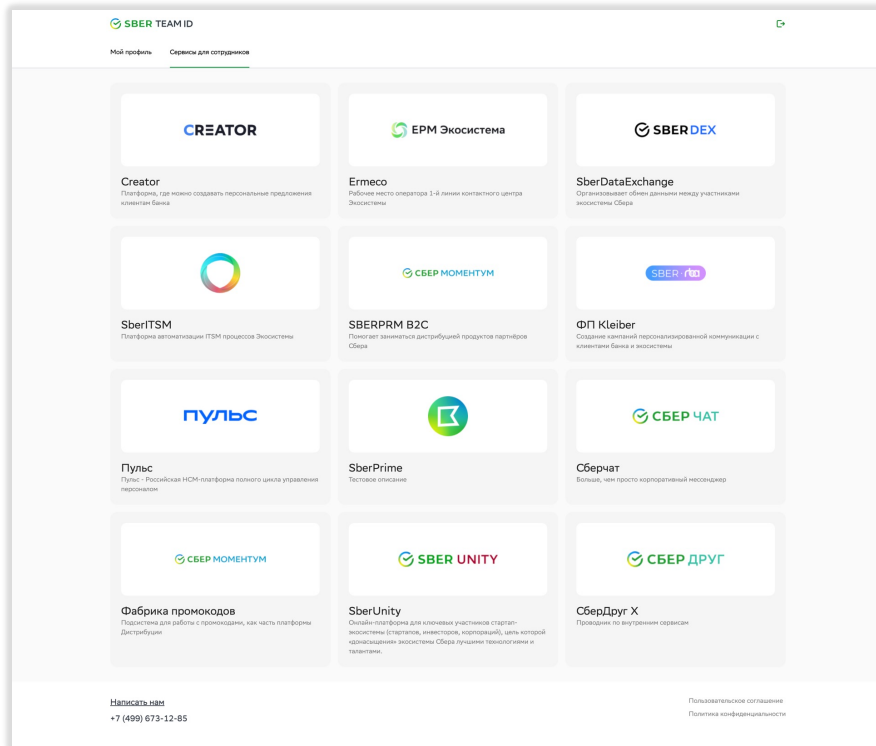 SBER TEAM ID
Мой профиль Сервисы для сотрудников
CREATOR
Creator
Платформа, где можно создавать персональные предложения
клиентам банка
ЕРМ Экосистема
Ermeco
Рабочее место оператора 1-й линии контактного центра
Экосистемы
SBER DEX
SberDataExchange
Организовывает обмен данными между участниками
экосистемы Сбера
SberITSM
Платформа автоматизации ITSM процессов Экосистемы
СБЕР МОМЕНТУМ
SBERPRM B2C
Помогает заниматься дистрибуцией продуктов партнёров
Сбера
SBER rtb
ФП Kleiber
Создание кампаний персонализированной коммуникации с
клиентами банка и экосистемы
ПУЛЬС
Пульс
Пульс - Российская HCM-платформа полного цикла управления
персоналом
SberPrime
Тестовое описание
СБЕР ЧАТ
Сберчат
Больше, чем просто корпоративный мессенджер
СБЕР МОМЕНТУМ
Фабрика промокодов
Подсистема для работы с промокодами, как часть платформы
Дистрибуции
SBER UNITY
SberUnity
Онлайн-платформа для ключевых участников стартап-
экосистемы (стартапов, инвесторов, корпораций), цель которой
«донасыщения» экосистемы Сбера лучшими технологиями и
талантами.
СБЕР ДРУГ
СберДруг X
Проводник по внутренним сервисам
Написать нам
+7 (499) 673-12-85
Пользовательское соглашение
Политика конфиденциальности